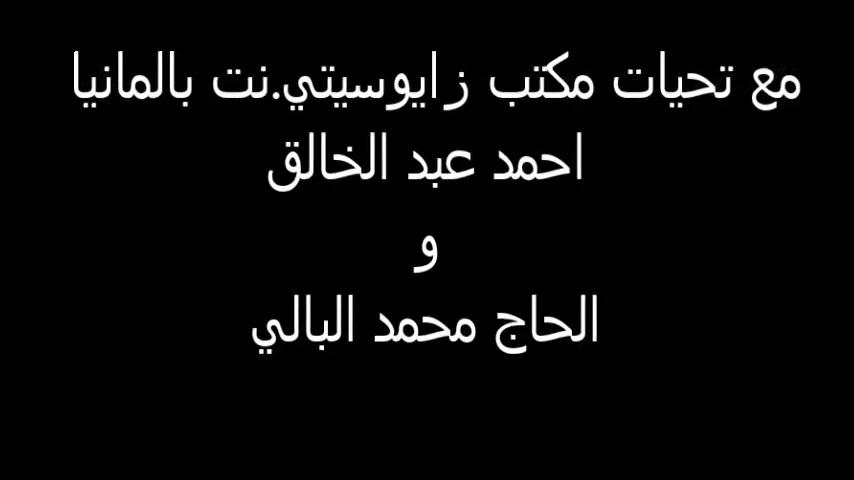 مع تحيات مكتب زايوسيتي.نت بالمانيا
احمد عبد الخالق
و
الحاج محمد البالي